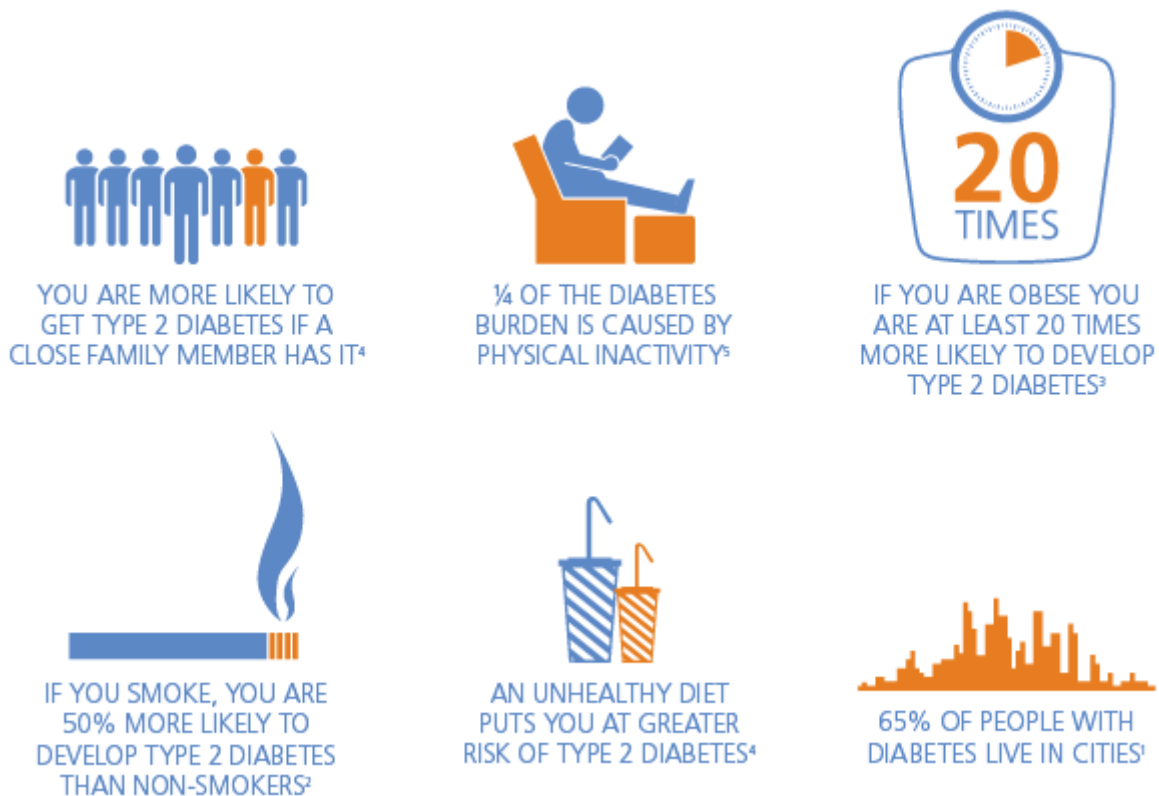 20
TIMES
YOU ARE MORE LIKELY TO
GET TYPE 2 DIABETES IF A
CLOSE FAMILY MEMBER HAS IT⁴
¼ OF THE DIABETES
BURDEN IS CAUSED BY
PHYSICAL INACTIVITY⁵
IF YOU ARE OBESE YOU
ARE AT LEAST 20 TIMES
MORE LIKELY TO DEVELOP
TYPE 2 DIABETES³
IF YOU SMOKE, YOU ARE
50% MORE LIKELY TO
DEVELOP TYPE 2 DIABETES
THAN NON-SMOKERS²
AN UNHEALTHY DIET
PUTS YOU AT GREATER
RISK OF TYPE 2 DIABETES⁴
65% OF PEOPLE WITH
DIABETES LIVE IN CITIES¹